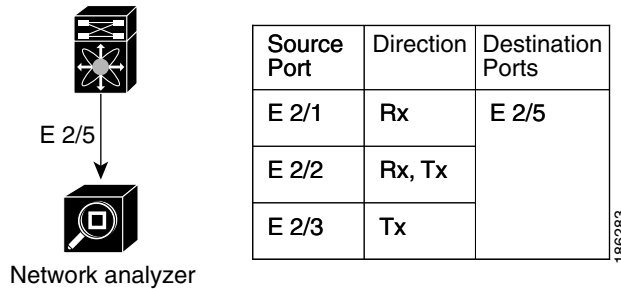 E 2/5
Network analyzer
Source Port
Direction
Destination Ports
E 2/1
Rx
E 2/5
E 2/2
Rx, Tx
E 2/3
Tx
186283